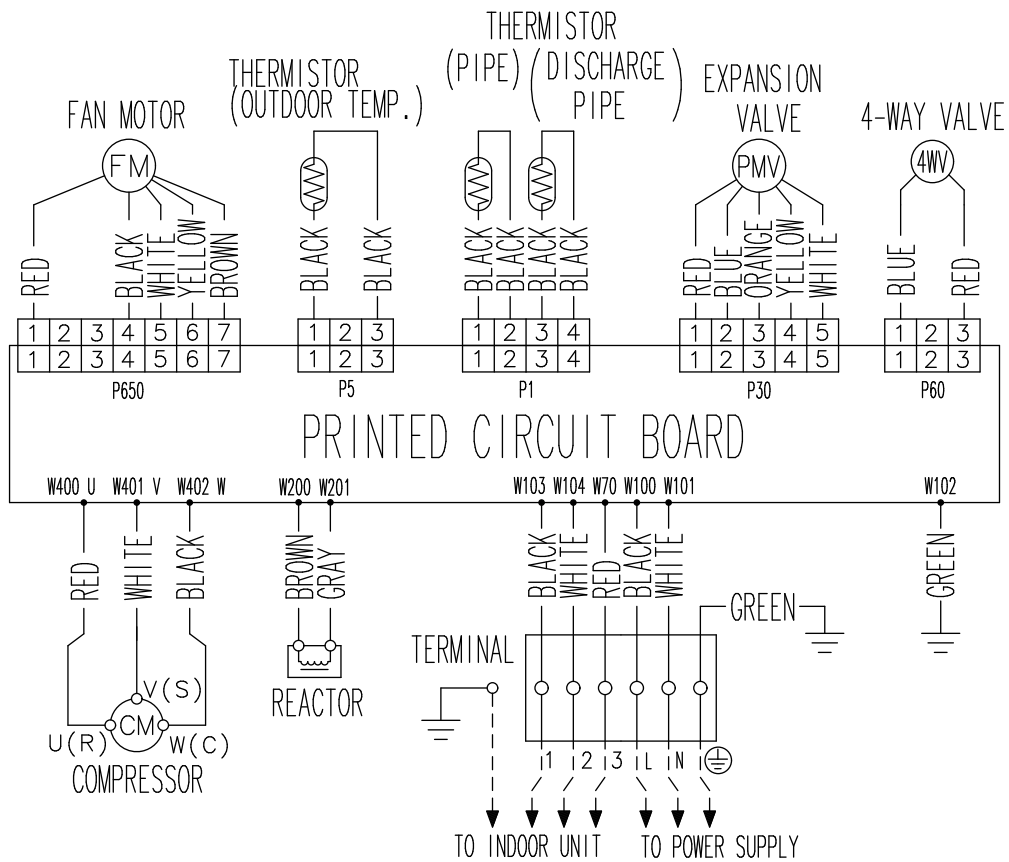 THERMISTOR
(PIPE) (DISCHARGE PIPE)
THERMISTOR
(OUTDOOR TEMP.)
EXPANSION
VALVE
FAN MOTOR
4-WAY VALVE
FM
PMV
4WV
RED BLACK WHITE YELLOW BROWN
BLACK BLACK
BLACK BLACK BLACK BLACK
RED BLUE ORANGE YELLOW WHITE
BLUE RED
1 2 3 4 5 6 7 1 2 3 1 2 3 4 1 2 3 4 5 1 2 3
1 2 3 4 5 6 7 1 2 3 1 2 3 4 1 2 3 4 5 1 2 3
P650 P5 P1 P30 P60
PRINTED CIRCUIT BOARD
W400 U W401 V W402 W W200 W201 W103 W104 W70 W100 W101 W102
RED WHITE BLACK
BROWN GRAY
BLACK WHITE RED BLACK WHITE
GREEN
GREEN
TERMINAL
V(S)
CM
U(R) W(C)
COMPRESSOR
REACTOR
1 2 3 L N
TO INDOOR UNIT TO POWER SUPPLY